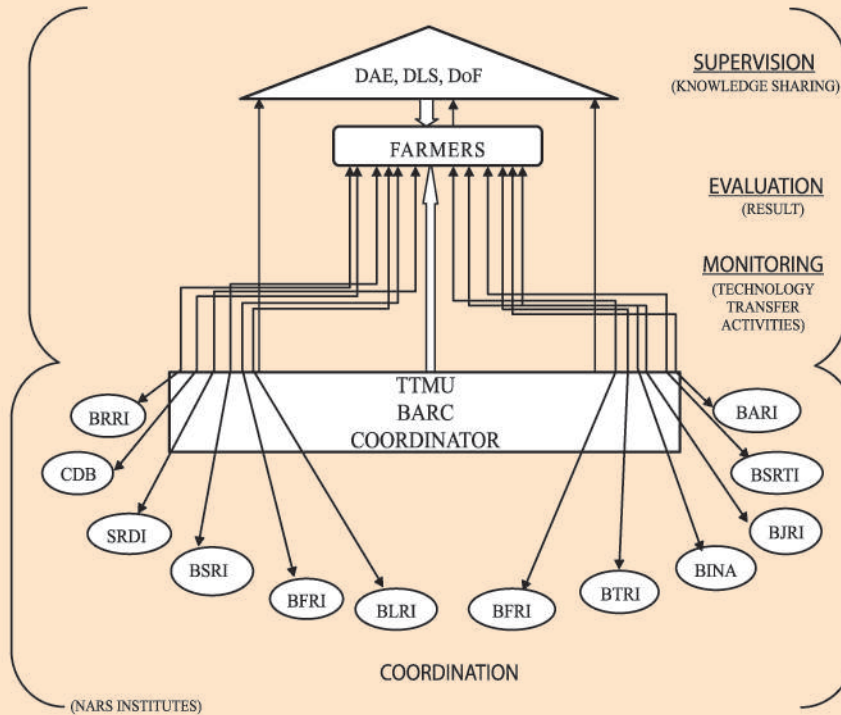 DAE, DLS, DoF
SUPERVISION
(KNOWLEDGE SHARING)
FARMERS
EVALUATION
(RESULT)
MONITORING
(TECHNOLOGY
TRANSFER
ACTIVITIES)
TTMU
BARC
COORDINATOR
BRRI
CDB
SRDI
BSRI
BFRI
BLRI
BFRI
BTRI
BINA
BJRI
BSRTI
BARI
COORDINATION
(NARS INSTITUTES)